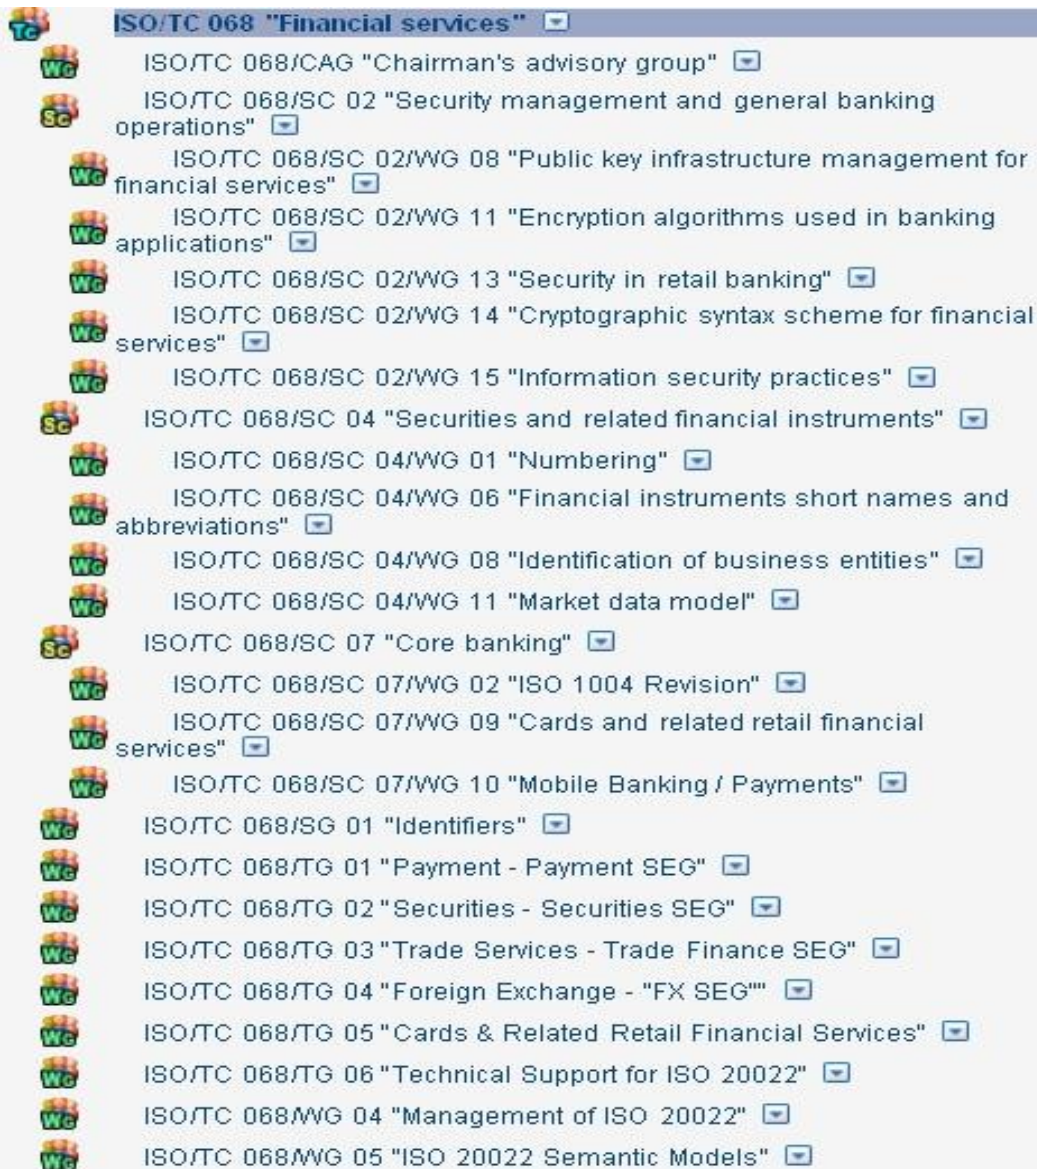 ISO/TC 068 "Financial services"
ISO/TC 068/CAG "Chairman's advisory group"
ISO/TC 068/SC 02 "Security management and general banking
operations"
ISO/TC 068/SC 02/WG 08 "Public key infrastructure management for
financial services"
ISO/TC 068/SC 02/WG 11 "Encryption algorithms used in banking
applications"
ISO/TC 068/SC 02/WG 13 "Security in retail banking"
ISO/TC 068/SC 02/WG 14 "Cryptographic syntax scheme for financial
services"
ISO/TC 068/SC 02/WG 15 "Information security practices"
ISO/TC 068/SC 04 "Securities and related financial instruments"
ISO/TC 068/SC 04/WG 01 "Numbering"
ISO/TC 068/SC 04/WG 06 "Financial instruments short names and
abbreviations"
ISO/TC 068/SC 04/WG 08 "Identification of business entities"
ISO/TC 068/SC 04/WG 11 "Market data model"
ISO/TC 068/SC 07 "Core banking"
ISO/TC 068/SC 07/WG 02 "ISO 1004 Revision"
ISO/TC 068/SC 07/WG 09 "Cards and related retail financial
services"
ISO/TC 068/SC 07/WG 10 "Mobile Banking / Payments"
ISO/TC 068/SG 01 "Identifiers"
ISO/TC 068/TG 01 "Payment - Payment SEG"
ISO/TC 068/TG 02 "Securities - Securities SEG"
ISO/TC 068/TG 03 "Trade Services - Trade Finance SEG"
ISO/TC 068/TG 04 "Foreign Exchange - "FX SEG""
ISO/TC 068/TG 05 "Cards & Related Retail Financial Services"
ISO/TC 068/TG 06 "Technical Support for ISO 20022"
ISO/TC 068/WG 04 "Management of ISO 20022"
ISO/TC 068/WG 05 "ISO 20022 Semantic Models"